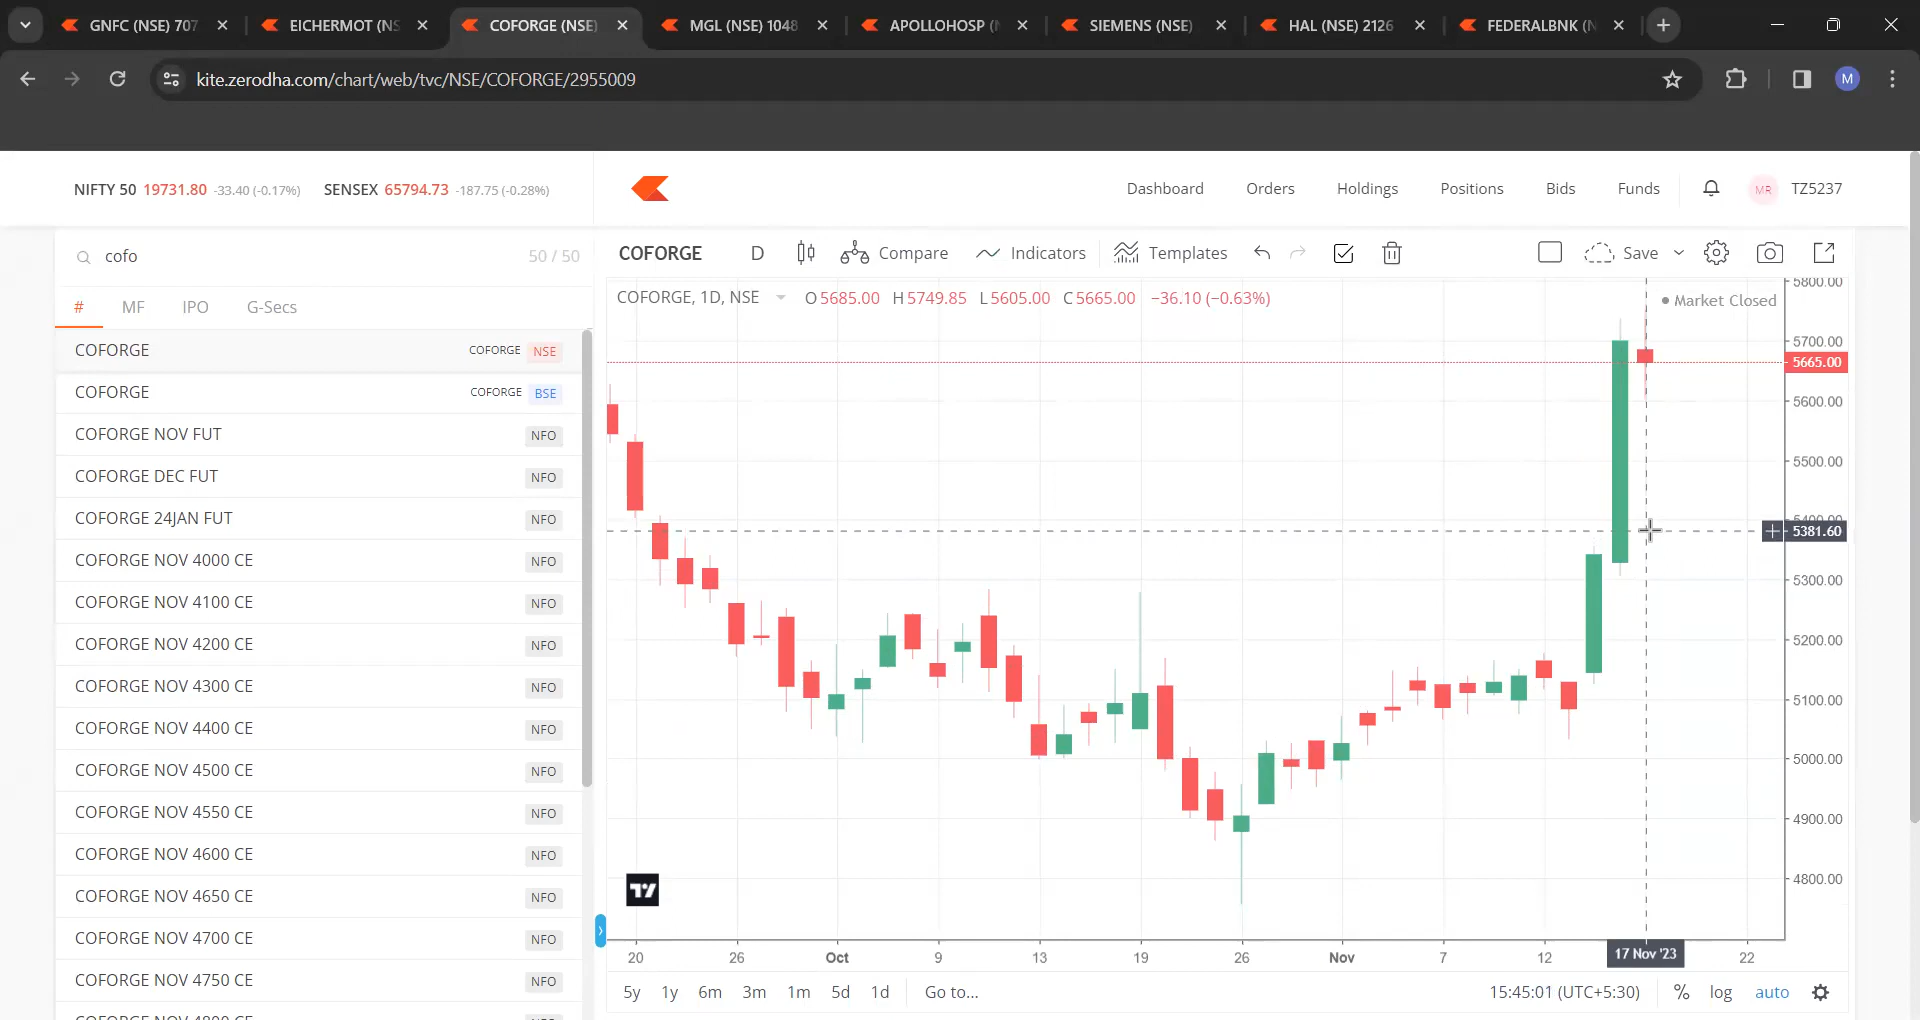 GNFC (NSE) 707
EICHERMOT (NS
COFORGE (NSE)
MGL (NSE) 1048
APOLLOHOSP (
SIEMENS (NSE)
HAL (NSE) 2126
FEDERALBNK (N
kite.zerodha.com/chart/web/tvc/NSE/COFORGE/2955009
M
NIFTY 50 19731.80 -33.40 (-0.17%) SENSEX 65794.73 -187.75 (-0.28%)
Dashboard Orders Holdings Positions Bids Funds MR TZ5237
cofo 50 / 50
# MF IPO G-Secs
COFORGE COFORGE NSE
COFORGE COFORGE BSE
COFORGE NOV FUT NFO
COFORGE DEC FUT NFO
COFORGE 24JAN FUT NFO
COFORGE NOV 4000 CE NFO
COFORGE NOV 4100 CE NFO
COFORGE NOV 4200 CE NFO
COFORGE NOV 4300 CE NFO
COFORGE NOV 4400 CE NFO
COFORGE NOV 4500 CE NFO
COFORGE NOV 4550 CE NFO
COFORGE NOV 4600 CE NFO
COFORGE NOV 4650 CE NFO
COFORGE NOV 4700 CE NFO
COFORGE NOV 4750 CE NFO
COFORGE NOV 4800 CE
COFORGE D Compare Indicators Templates Save
COFORGE, 1D, NSE O5685.00 H5749.85 L5605.00 C5665.00 −36.10 (−0.63%)
Market Closed
5800.00
5700.00
5665.00
5600.00
5500.00
5400.00
5381.60
5300.00
5200.00
5100.00
5000.00
4900.00
4800.00
20 26 Oct 9 13 19 26 Nov 7 12 17 Nov '23 22
5y 1y 6m 3m 1m 5d 1d Go to... 15:45:01 (UTC+5:30) % log auto